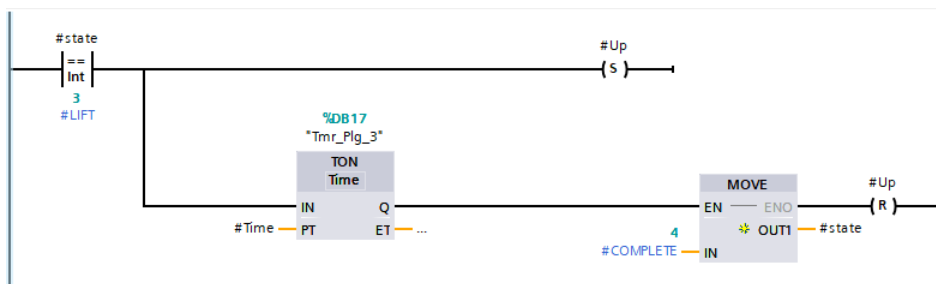 #state
==
Int
3
#LIFT
#Up
S
%DB17
"Tmr_Plg_3"
TON
Time
IN Q
#Time PT ET ...
MOVE
EN ENO
OUT1 #state
4
#COMPLETE IN
#Up
R